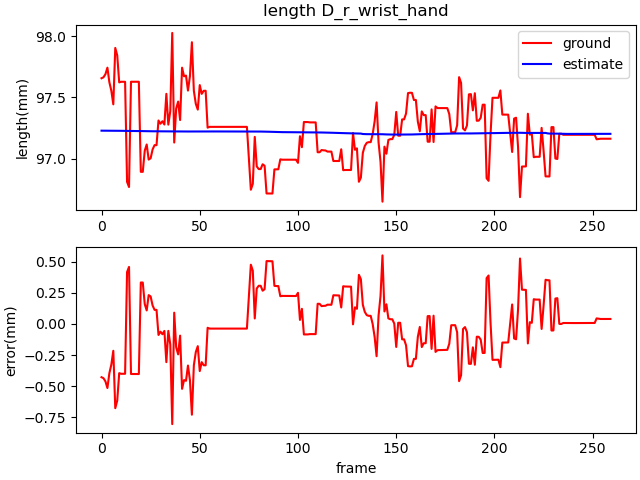 length D_r_wrist_hand
98.0
97.5
97.0
length(mm)
ground
estimate
0 50 100 150 200 250
0.50
0.25
0.00
−0.25
−0.50
−0.75
error(mm)
0 50 100 150 200 250
frame